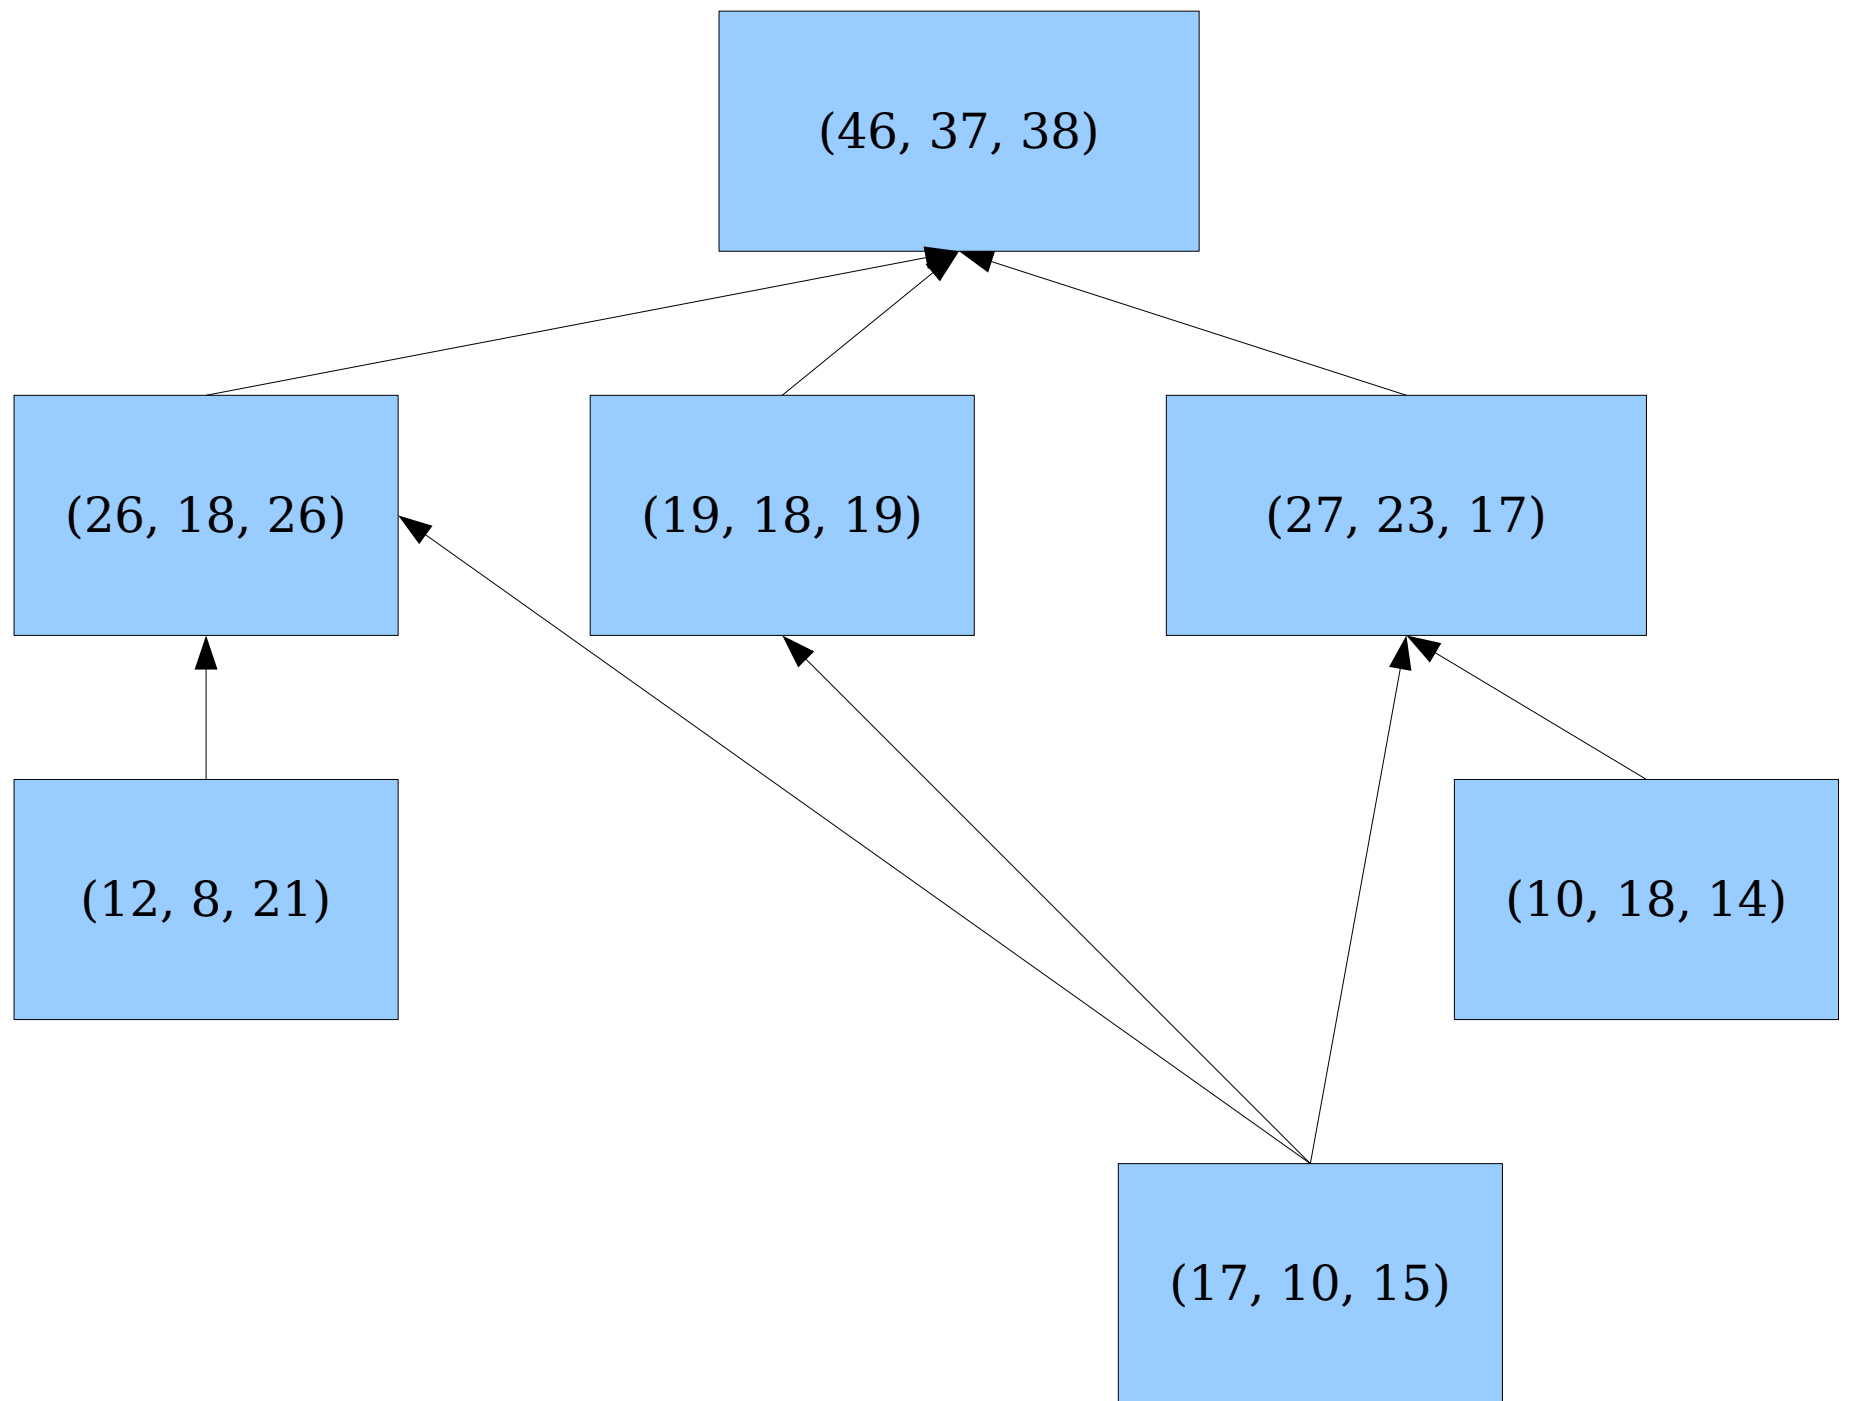 (46, 37, 38)
(26, 18, 26)
(19, 18, 19)
(27, 23, 17)
(12, 8, 21)
(10, 18, 14)
(17, 10, 15)